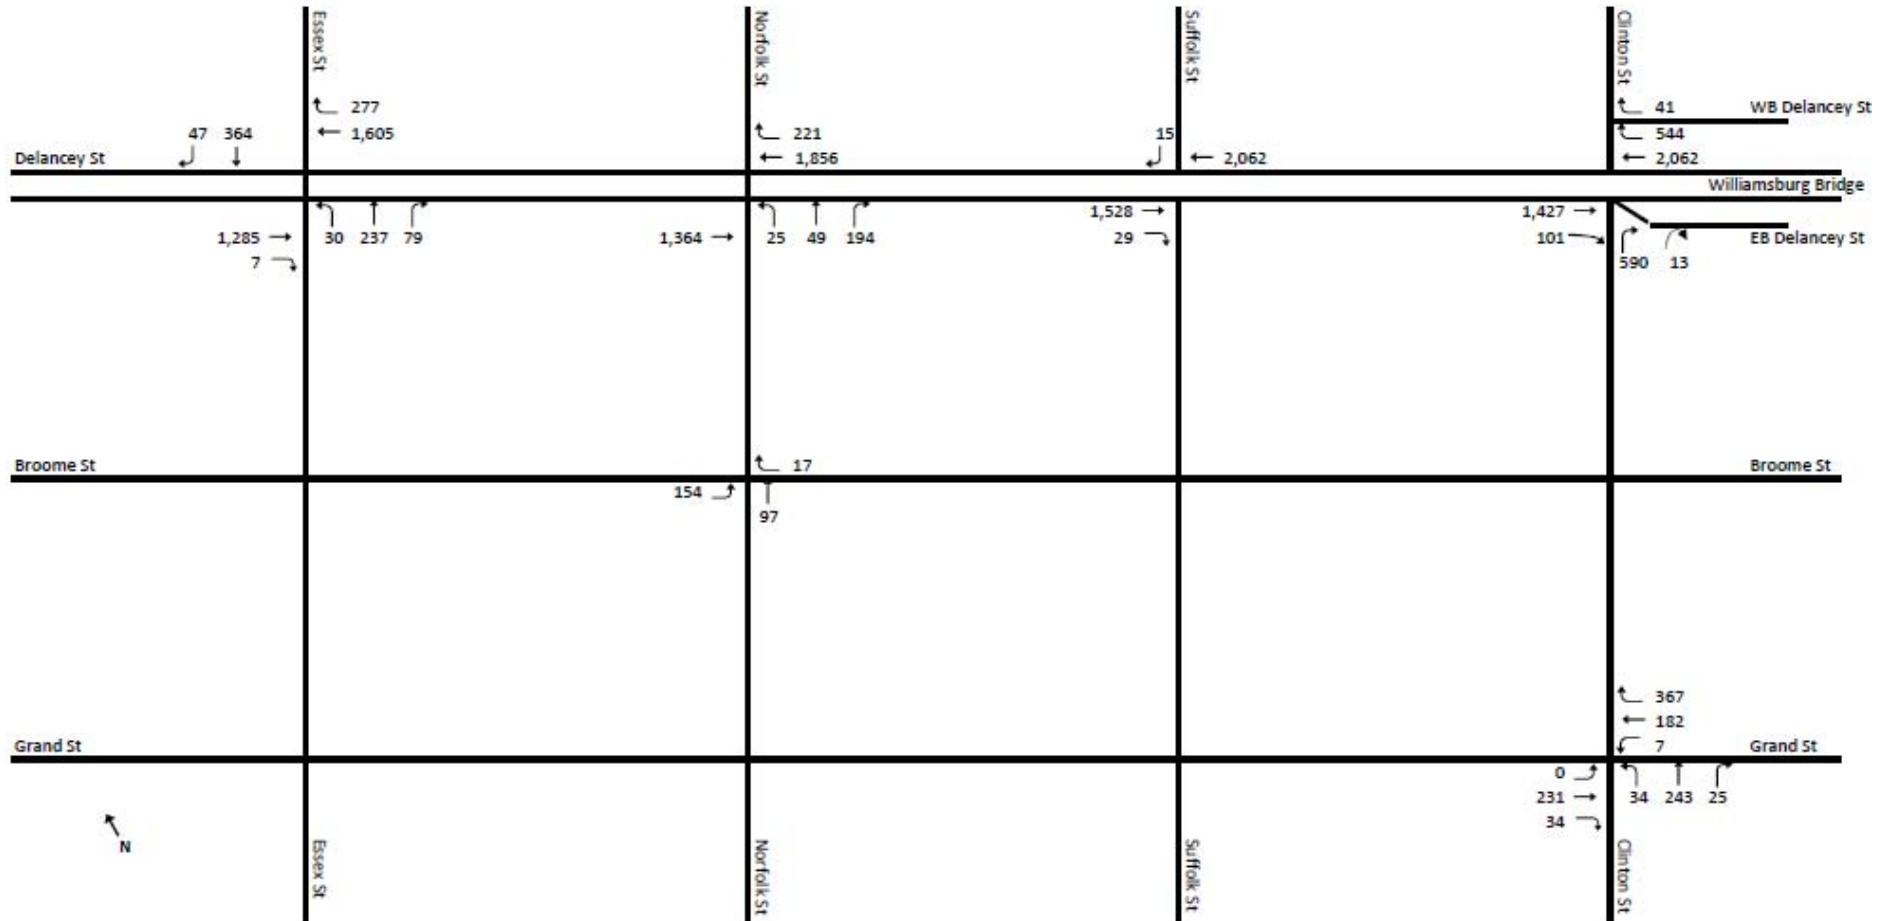 Essex St
Norfolk St
Suffolk St
Clinton St
277
41 WB Delancey St
47 364 1,605
221
15
544
Delancey St
1,856
2,062
2,062
Williamsburg Bridge
1,528
1,427
1,285 30 237 79
1,364 25 49 194
29
101
EB Delancey St
7
590 13
Broome St
17
Broome St
154
97
367
182
Grand St
7 Grand St
0
231 34 243 25
34
N
Essex St
Norfolk St
Suffolk St
Clinton St